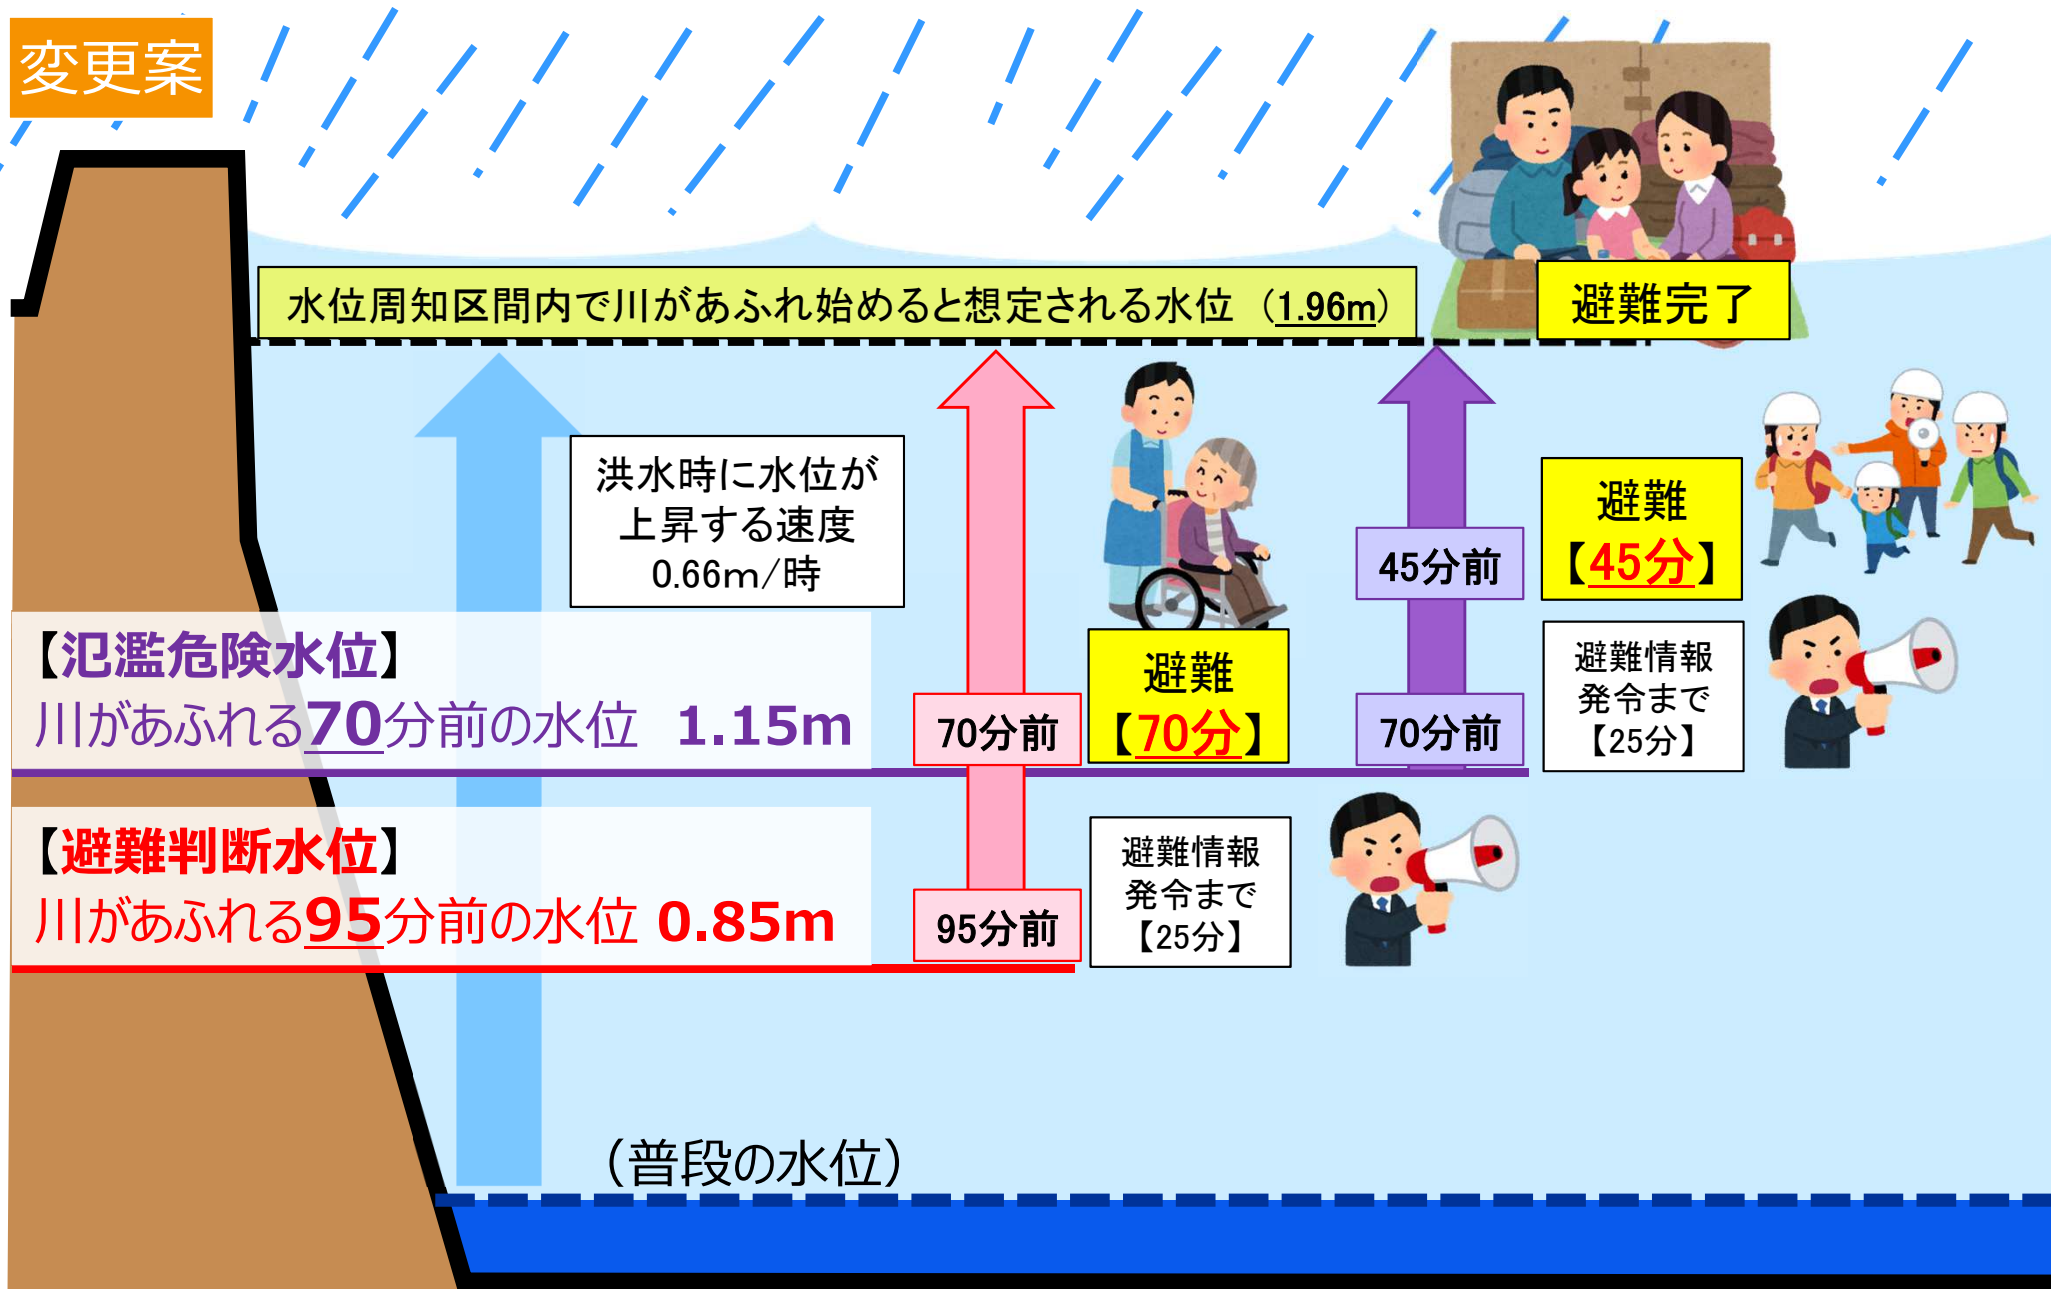 変更案
水位周知区間内で川があふれ始めると想定される水位（1.96m）
避難完了
洪水時に水位が
上昇する速度
0.66m/時
避難
【45分】
45分前
【氾濫危険水位】
川があふれる70分前の水位 1.15m
70分前
避難
【70分】
70分前
避難情報
発令まで
【25分】
【避難判断水位】
川があふれる95分前の水位 0.85m
95分前
避難情報
発令まで
【25分】
（普段の水位）